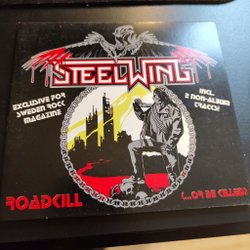 STEELWING
EXCLUSIVE FOR
SWEDEN ROCK
MAGAZINE
INCL.
2 NON-ALBUM
TRACKS!
ROADKILL
(...OR BE KILLED)